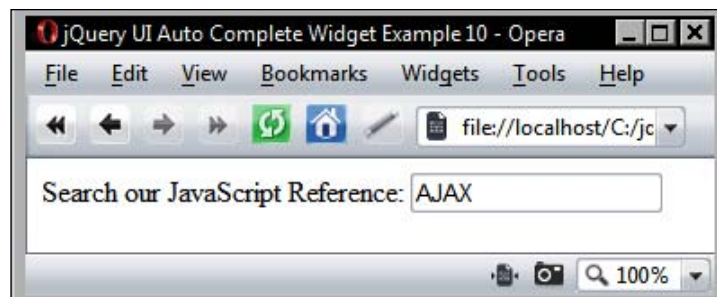 jQuery UI Auto Complete Widget Example 10 - Opera
File Edit View Bookmarks Widgets Tools Help
file://localhost/C:/jc
Search our JavaScript Reference: AJAX
100%